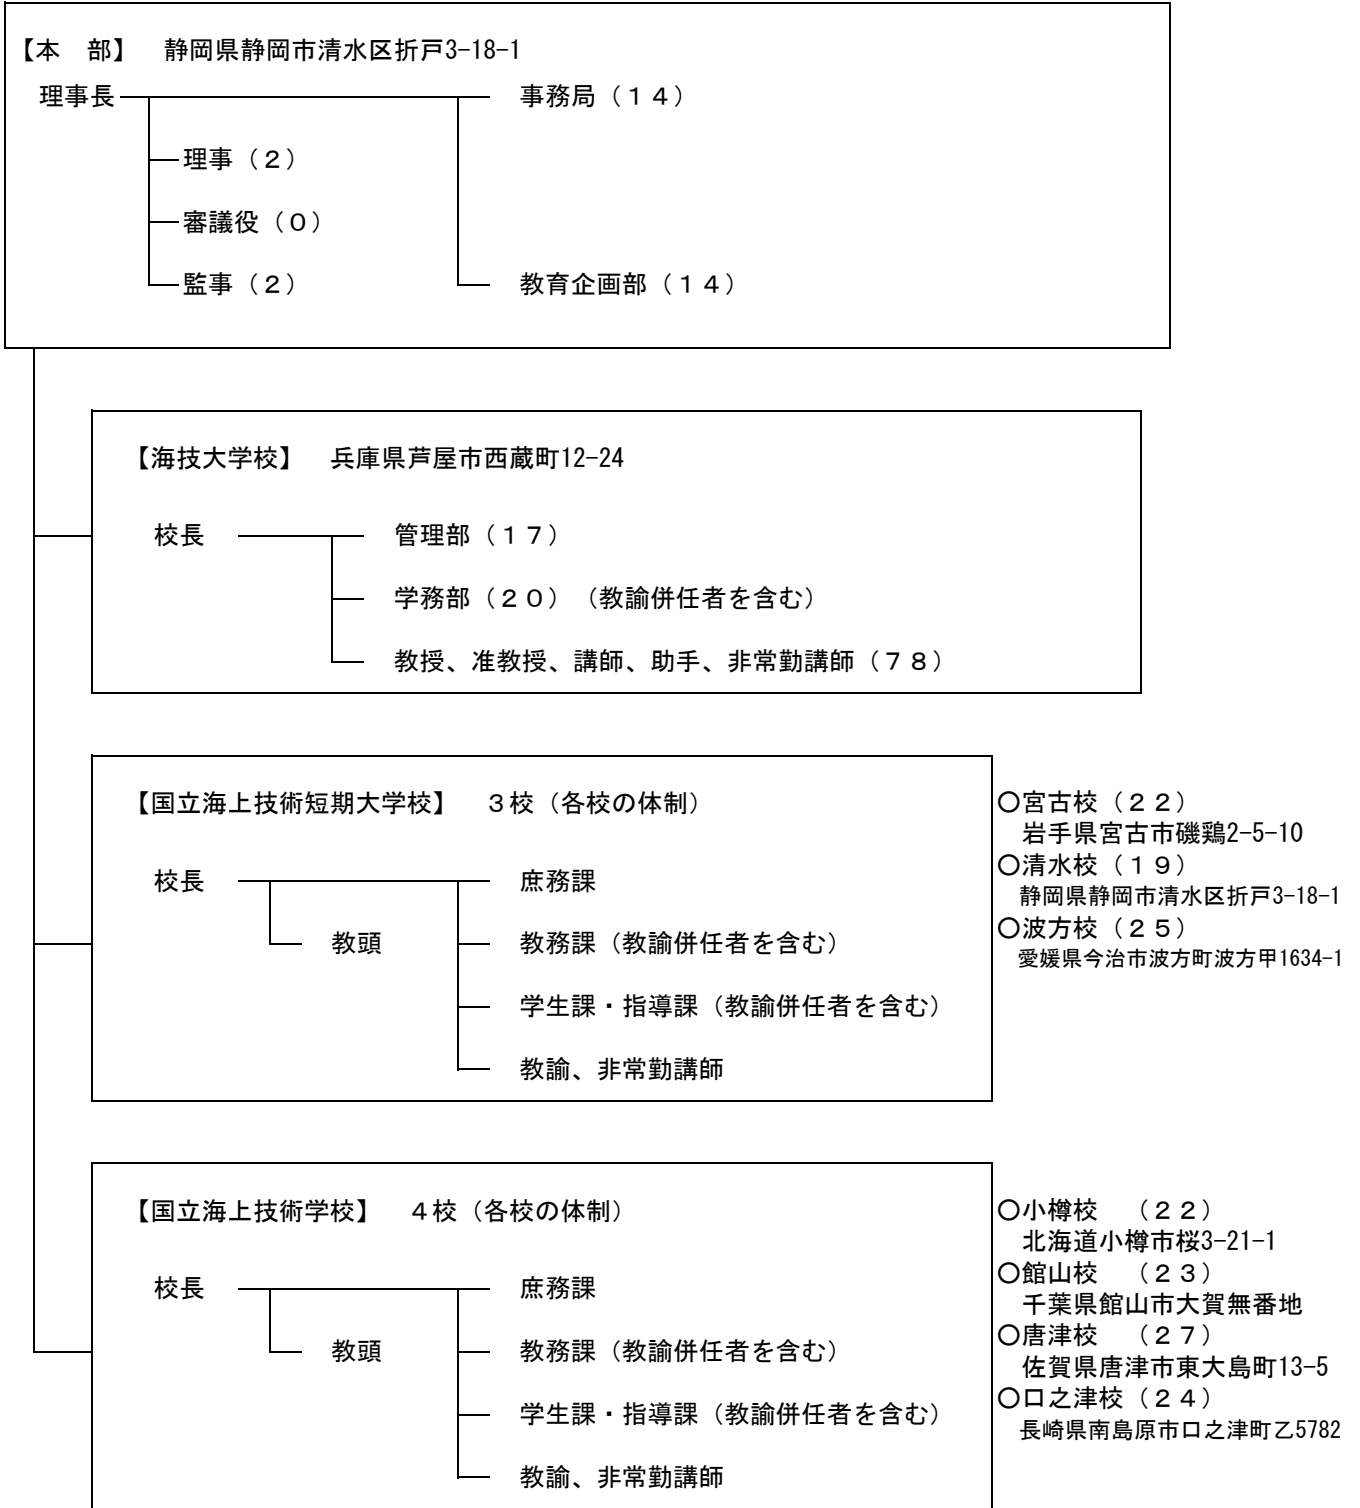 【本　部】　静岡県静岡市清水区折戸3-18-1
理事長　事務局（１４）
理事（２）
審議役（０）
監事（２）　教育企画部（１４）
【海技大学校】　兵庫県芦屋市西蔵町12-24
校長　管理部（１７）
学務部（２０）（教諭併任者を含む）
教授、准教授、講師、助手、非常勤講師（７８）
【国立海上技術短期大学校】　３校（各校の体制）
校長　庶務課
教頭　教務課（教諭併任者を含む）
学生課・指導課（教諭併任者を含む）
教諭、非常勤講師
〇宮古校（２２）
岩手県宮古市磯鶏2-5-10
〇清水校（１９）
静岡県静岡市清水区折戸3-18-1
〇波方校（２５）
愛媛県今治市波方町波方甲1634-1
【国立海上技術学校】　４校（各校の体制）
校長　庶務課
教頭　教務課（教諭併任者を含む）
学生課・指導課（教諭併任者を含む）
教諭、非常勤講師
〇小樽校　（２２）
北海道小樽市桜3-21-1
〇館山校　（２３）
千葉県館山市大賀無番地
〇唐津校　（２７）
佐賀県唐津市東大島町13-5
〇口之津校（２４）
長崎県南島原市口之津町乙5782